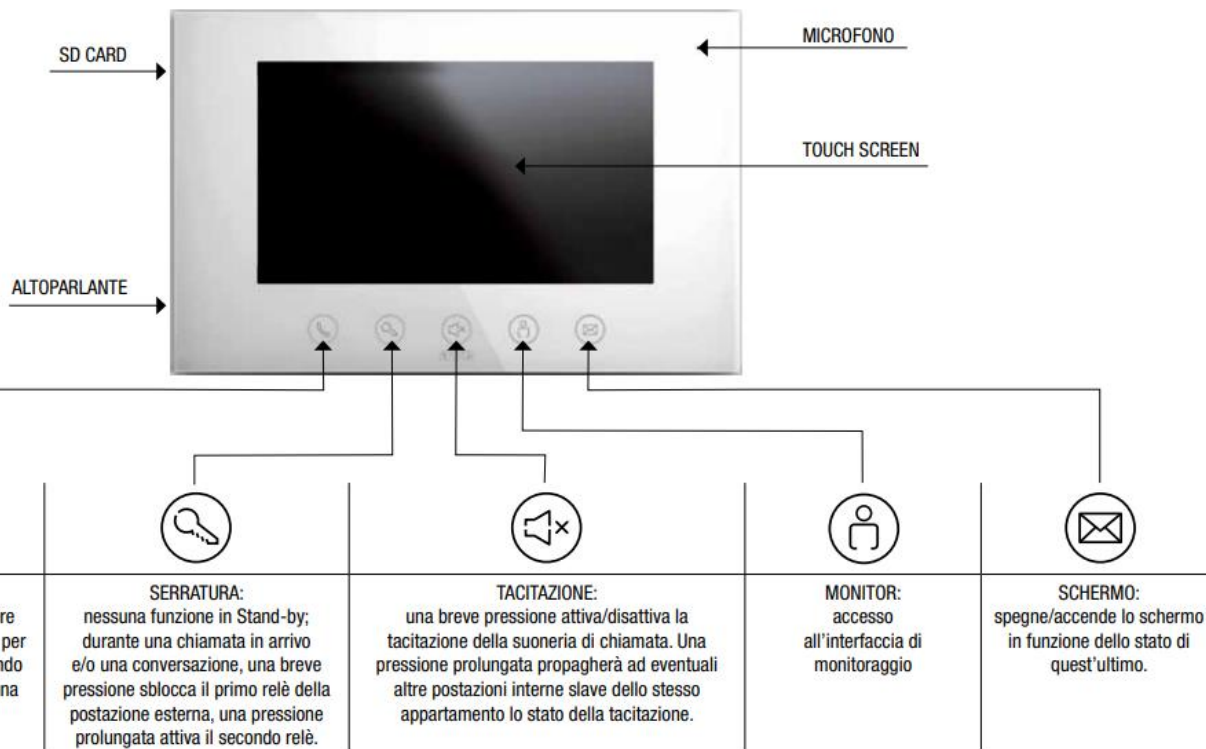 SD CARD
MICROFONO
TOUCH SCREEN
ALTOPARLANTE
re
per
ndo
na
SERRATURA:
nessuna funzione in Stand-by;
durante una chiamata in arrivo
e/o una conversazione, una breve
pressione sblocca il primo relè della
postazione esterna, una pressione
prolungata attiva il secondo relè.
TACITAZIONE:
una breve pressione attiva/disattiva la
tacitazione della suoneria di chiamata. Una
pressione prolungata propagherà ad eventuali
altre postazioni interne slave dello stesso
appartamento lo stato della tacitazione.
MONITOR:
accesso
all'interfaccia di
monitoraggio
SCHERMO:
spegne/accende lo schermo
in funzione dello stato di
quest'ultimo.